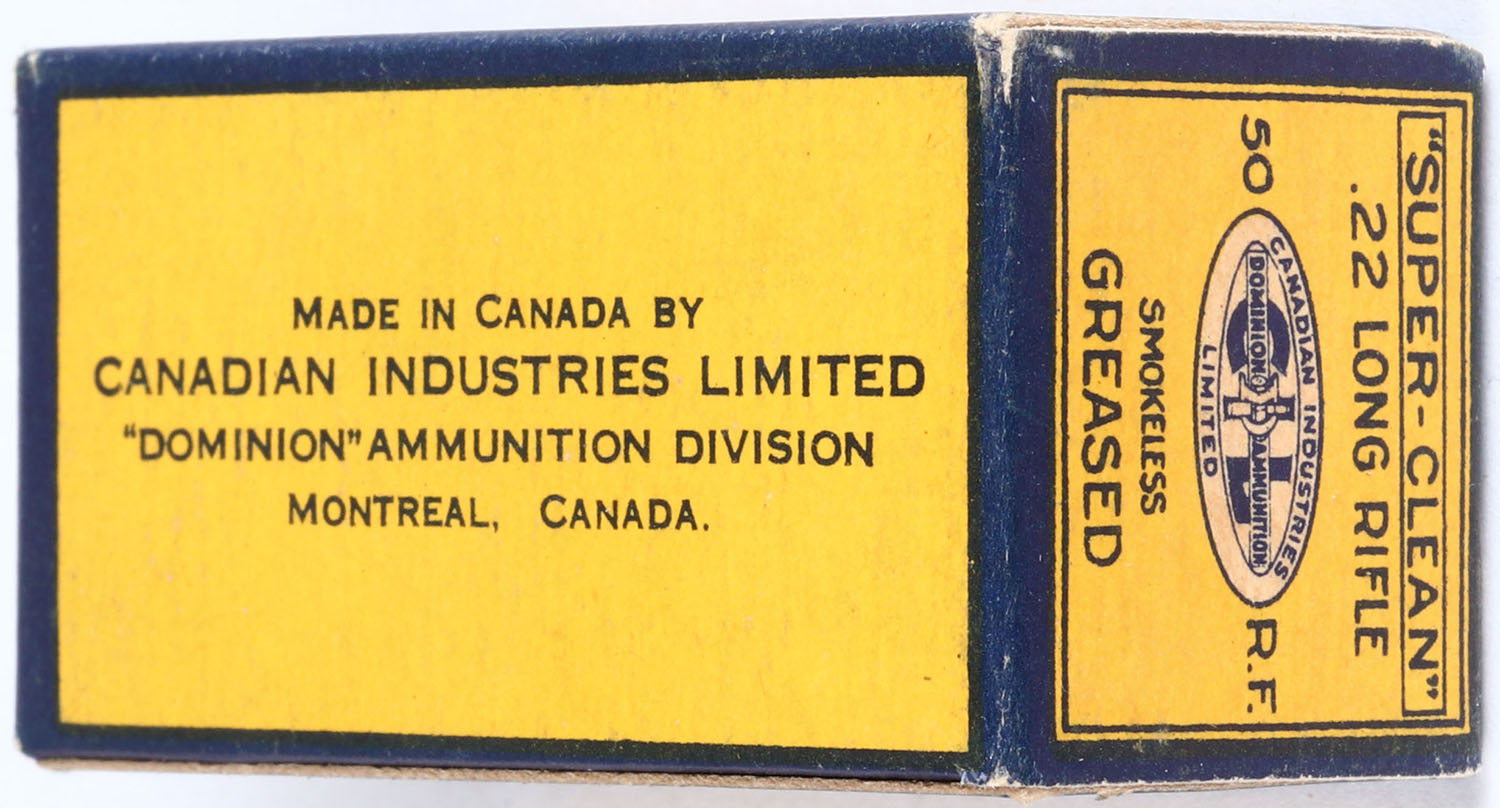 MADE IN CANADA BY
CANADIAN INDUSTRIES LIMITED
"DOMINION" AMMUNITION DIVISION
MONTREAL, CANADA.
"SUPER-CLEAN"
.22 LONG RIFLE
50 R.F.
CANADIAN INDUSTRIES
DOMINION AMMUNITION
LIMITED
SMOKELESS
GREASED